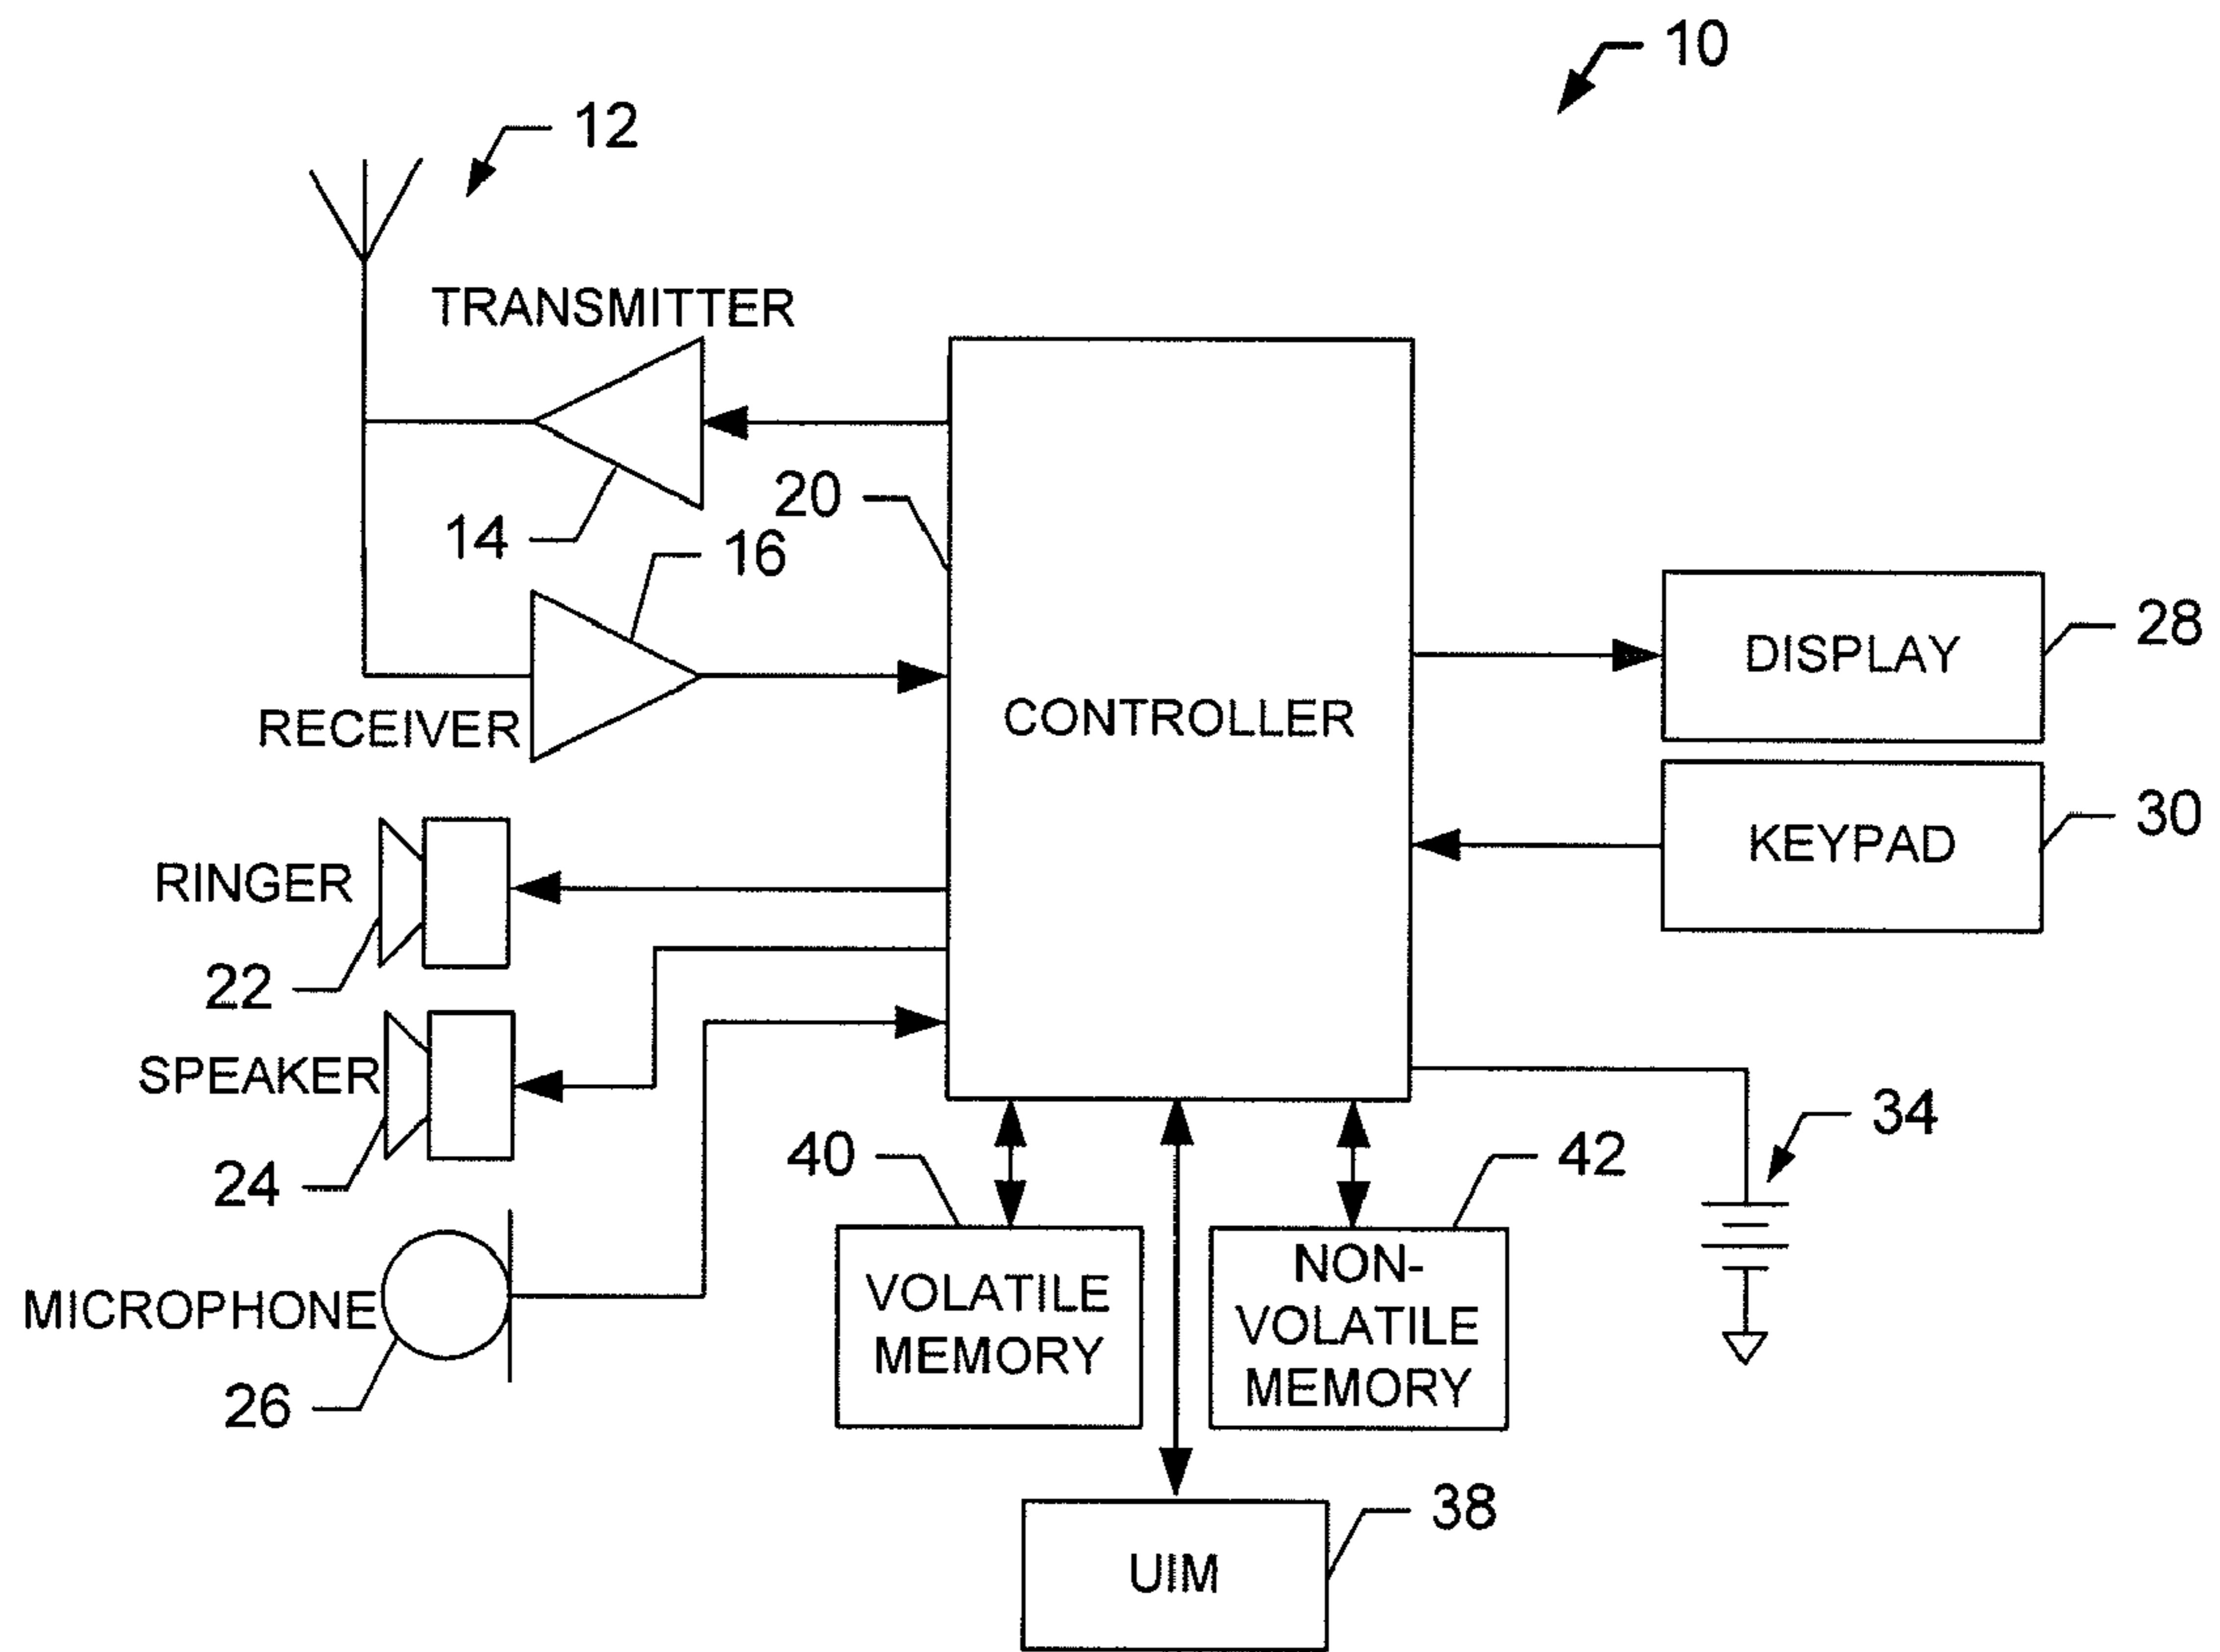 10
12
TRANSMITTER
14
20
16
RECEIVER
CONTROLLER
DISPLAY
28
KEYPAD
30
RINGER
22
SPEAKER
24
MICROPHONE
26
40
VOLATILE
MEMORY
42
NON-
VOLATILE
MEMORY
34
38
UIM